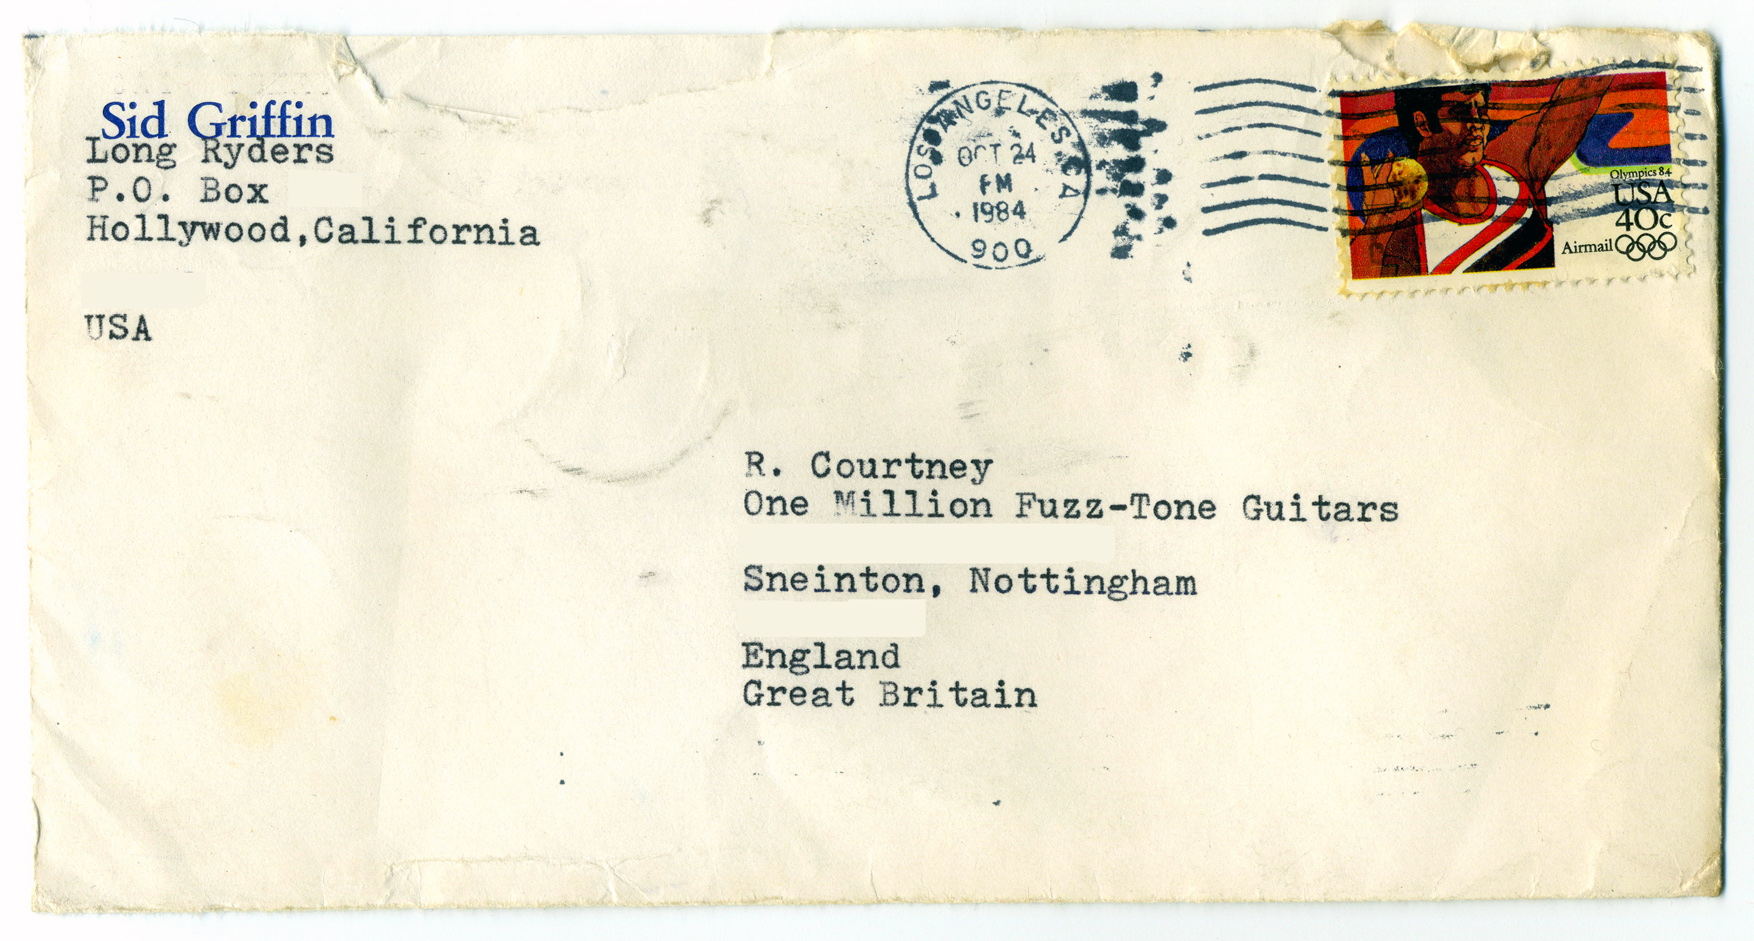 Sid Griffin
Long Ryders
P.O. Box
Hollywood,California
USA
LOS ANGELES CA
OCT 24
PM
1984
900
Olympics 84
USA
40c
Airmail
R. Courtney
One Million Fuzz-Tone Guitars
Sneinton, Nottingham
England
Great Britain